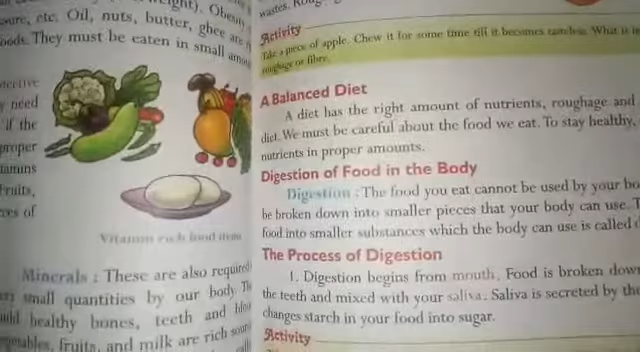 eight). Obesity
etc. Oil, nuts, butter, ghee are
foods. They must be eaten in small
need
if the
proper
Fruits,
of
Vitamin rich food items
Minerals : These are also required
small quantities by our body
healthy bones, teeth and
fruits, and milk are rich
wastes.
Activity
Take a piece of apple. Chew it for some time till it becomes tasteless. What is
roughage or fibre.
A Balanced Diet
A diet has the right amount of nutrients, roughage and
diet. We must be careful about the food we eat. To stay healthy,
nutrients in proper amounts.
Digestion of Food in the Body
Digestion : The food you eat cannot be used by your
be broken down into smaller pieces that your body can use.
food into smaller substances which the body can use is called
The Process of Digestion
1. Digestion begins from mouth. Food is broken down
the teeth and mixed with your saliva. Saliva is secreted by the
changes starch in your food into sugar.
Activity